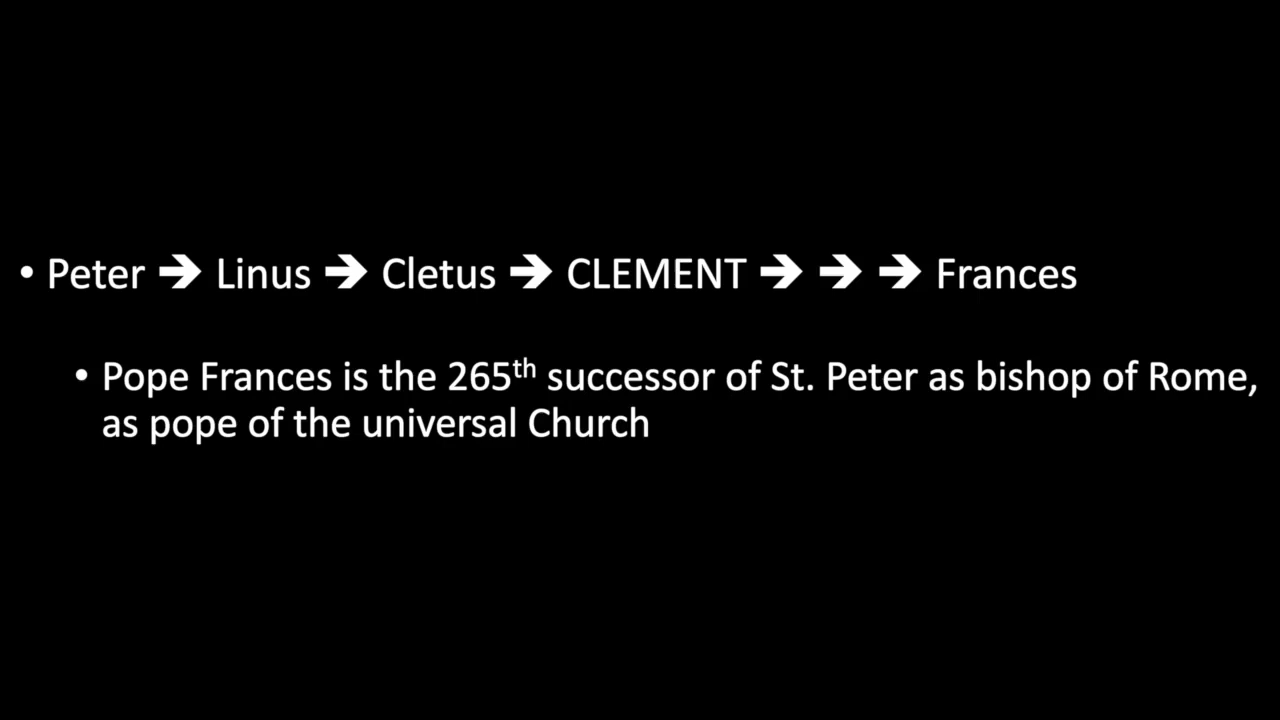 • Peter ➔ Linus ➔ Cletus ➔ CLEMENT ➔ ➔ ➔ Frances
• Pope Frances is the 265th successor of St. Peter as bishop of Rome,
as pope of the universal Church